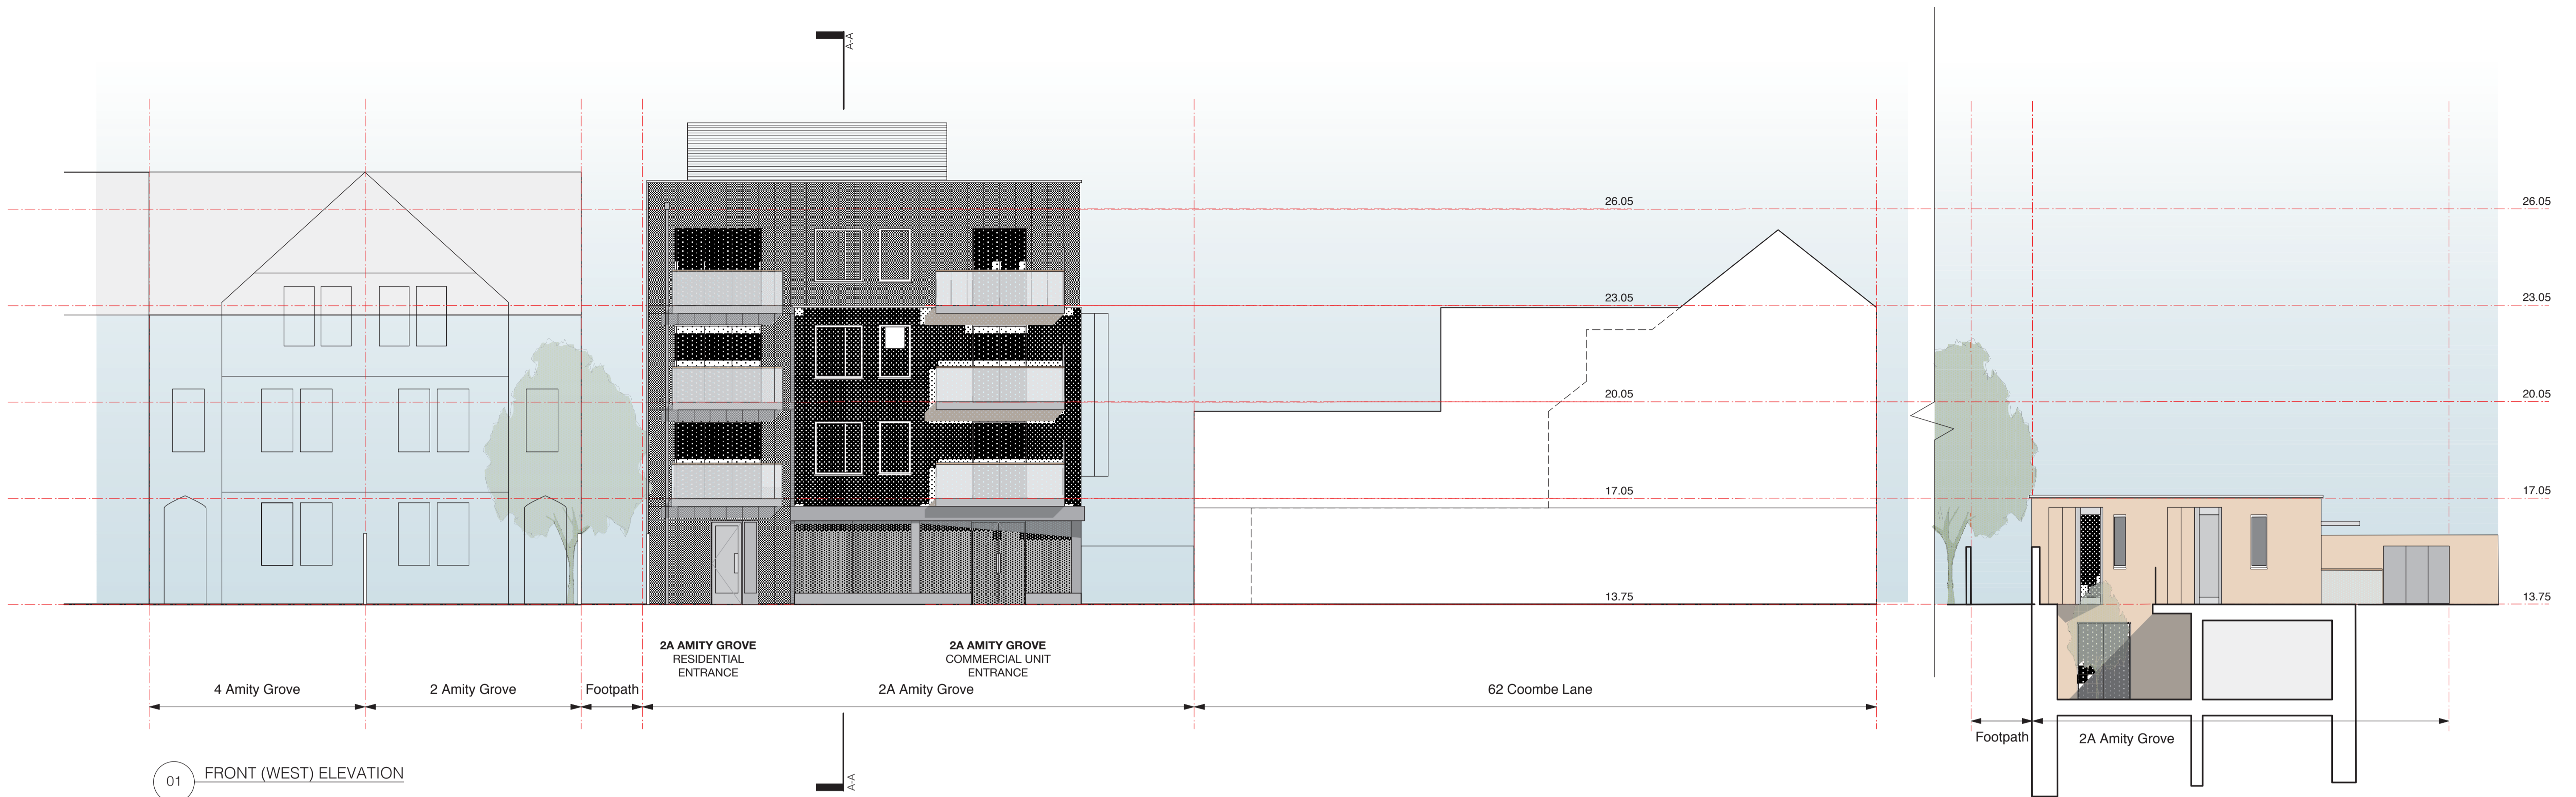 A-A
26.05
26.05
23.05
23.05
20.05
20.05
17.05
17.05
13.75
13.75
2A AMITY GROVE
RESIDENTIAL
ENTRANCE
2A AMITY GROVE
COMMERCIAL UNIT
ENTRANCE
4 Amity Grove
2 Amity Grove
Footpath
2A Amity Grove
62 Coombe Lane
Footpath
2A Amity Grove
A-A
01
FRONT (WEST) ELEVATION